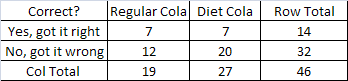 Correct? Regular Cola Diet Cola Row Total
Yes, got it right 7 7 14
No, got it wrong 12 20 32
Col Total 19 27 46